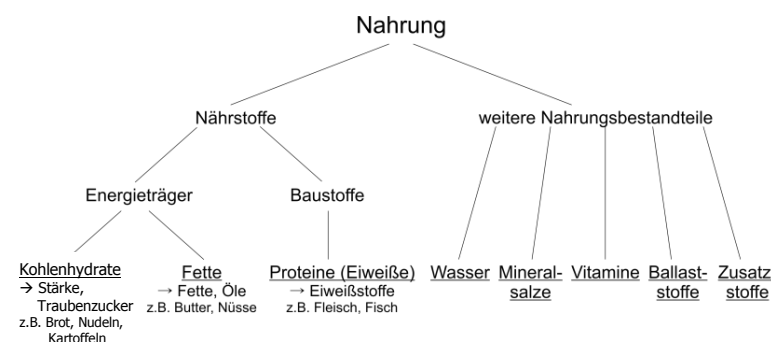 Nahrung
Nährstoffe
weitere Nahrungsbestandteile
Energieträger
Baustoffe
Kohlenhydrate
→ Stärke,
Traubenzucker
z.B. Brot, Nudeln,
Kartoffeln
Fette
→ Fette, Öle
z.B. Butter, Nüsse
Proteine (Eiweiße)
→ Eiweißstoffe
z.B. Fleisch, Fisch
Wasser
Mineral-
salze
Vitamine
Ballast-
stoffe
Zusatz
stoffe